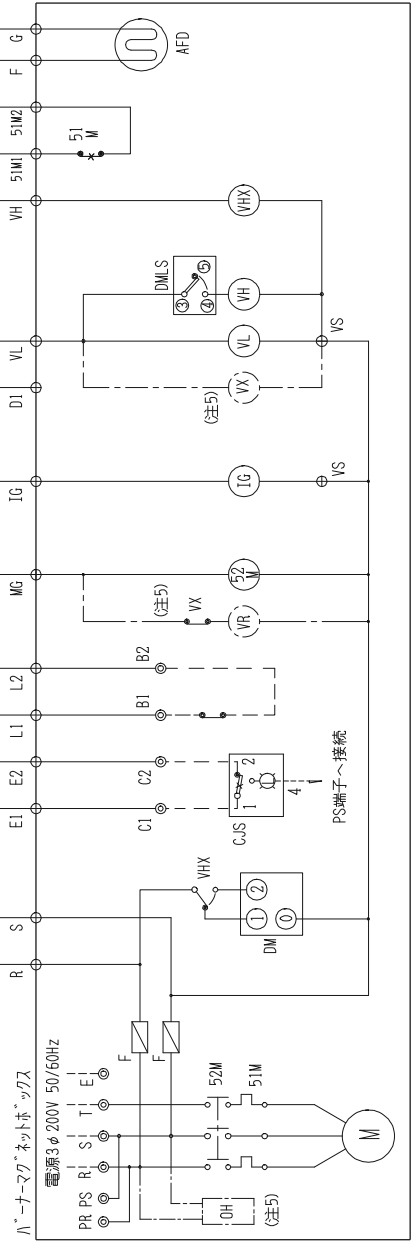 バーナーマグネットボックス
電源3φ200V 50/60Hz
PR PS R S T E
R S E1 E2 L1 L2 MG IG D1 VL VH 51M1 51M2 F G
F
F
52M
51M
M
OH
(注5)
VHX
1 2
0
DM
C1 C2 B1 B2
CJS
1 2
4
PS端子へ接続
(注5)
VX
VR
52
M
IG
VS
(注5)
VX
VL
VH
VHX
VS
DMLS
3 4 5
51
M
AFD